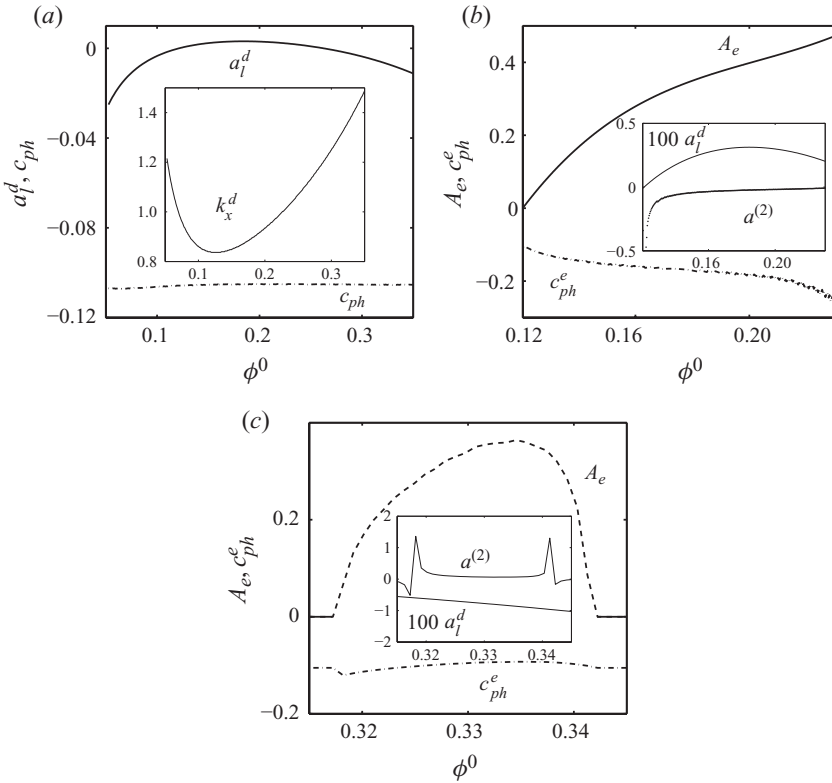 (a)
0
−0.04
−0.08
−0.12
a_l^d, c_ph
a_l^d
1.4
1.2
1.0
0.8
k_x^d
0.1 0.2 0.3
c_ph
0.1 0.2 0.3
ϕ^0
(b)
0.4
0.2
0
−0.2
A_e, c_ph^e
A_e
0.5
0
−0.5
100 a_l^d
a^(2)
0.16 0.20
c_ph^e
0.12 0.16 0.20
ϕ^0
(c)
0.2
0
−0.2
A_e, c_ph^e
A_e
2
1
0
−1
−2
a^(2)
100 a_l^d
0.32 0.33 0.34
c_ph^e
0.32 0.33 0.34
ϕ^0